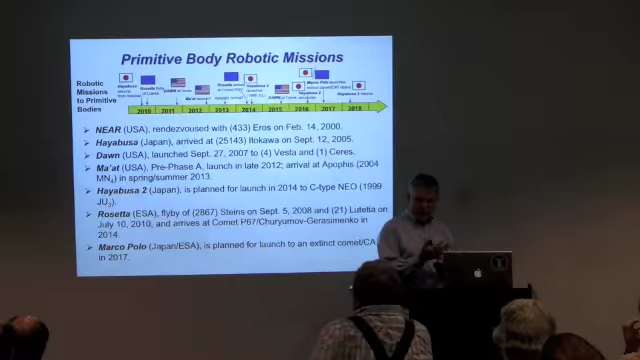 Primitive Body Robotic Missions
Robotic
Missions to
Primitive
Bodies
2010 2011 2012 2013 2014 2015 2016 2017 2018
➢ NEAR (USA), rendezvoused with (433) Eros on Feb. 14, 2000.
➢ Hayabusa (Japan), arrived at (25143) Itokawa on Sept. 12, 2005.
➢ Dawn (USA), launched Sept. 27, 2007 to (4) Vesta and (1) Ceres.
➢ Ma'at (USA), Pre-Phase A, launch in late 2012; arrival at Apophis (2004
MN4) in spring/summer 2013.
➢ Hayabusa 2 (Japan), is planned for launch in 2014 to C-type NEO (1999
JU3).
➢ Rosetta (ESA), flyby of (2867) Steins on Sept. 5, 2008 and (21) Lutetia on
July 10, 2010, and arrives at Comet P67/Churyumov-Gerasimenko in
2014.
➢ Marco Polo (Japan/ESA), is planned for launch to an extinct comet/CA
in 2017.